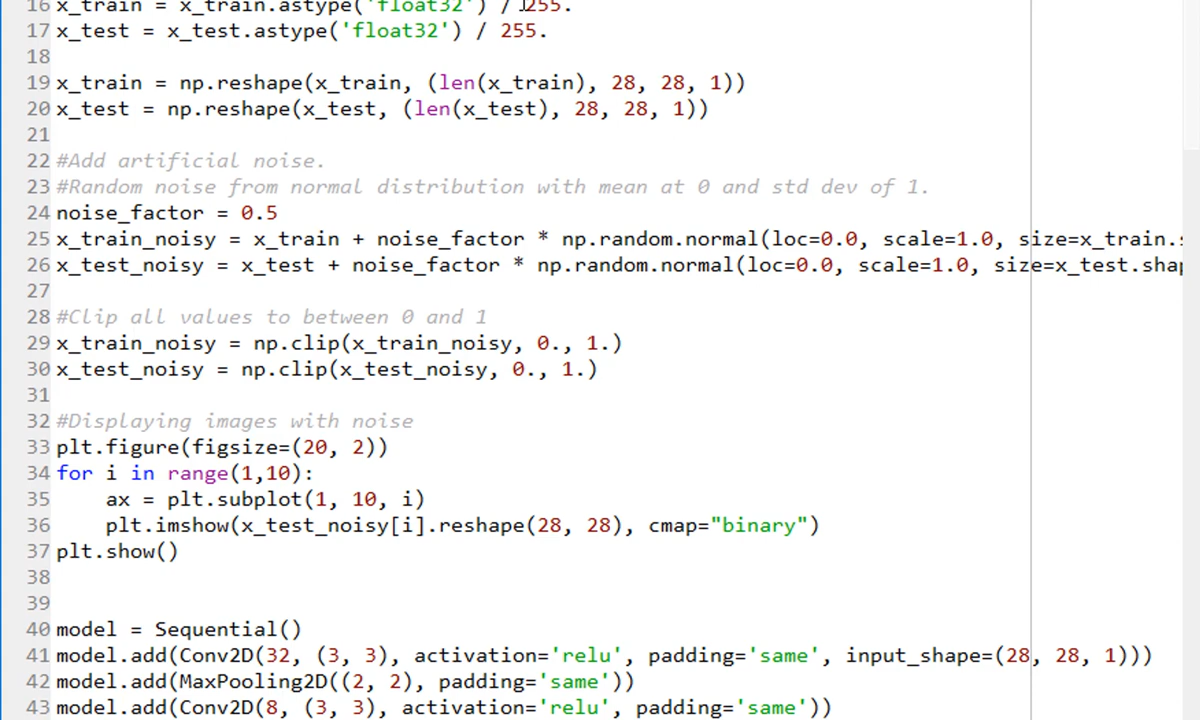 16 x_train = x_train.astype('float32') / 255.
17 x_test = x_test.astype('float32') / 255.
18
19 x_train = np.reshape(x_train, (len(x_train), 28, 28, 1))
20 x_test = np.reshape(x_test, (len(x_test), 28, 28, 1))
21
22 #Add artificial noise.
23 #Random noise from normal distribution with mean at 0 and std dev of 1.
24 noise_factor = 0.5
25 x_train_noisy = x_train + noise_factor * np.random.normal(loc=0.0, scale=1.0, size=x_train.
26 x_test_noisy = x_test + noise_factor * np.random.normal(loc=0.0, scale=1.0, size=x_test.shap
27
28 #Clip all values to between 0 and 1
29 x_train_noisy = np.clip(x_train_noisy, 0., 1.)
30 x_test_noisy = np.clip(x_test_noisy, 0., 1.)
31
32 #Displaying images with noise
33 plt.figure(figsize=(20, 2))
34 for i in range(1,10):
35     ax = plt.subplot(1, 10, i)
36     plt.imshow(x_test_noisy[i].reshape(28, 28), cmap="binary")
37 plt.show()
38
39
40 model = Sequential()
41 model.add(Conv2D(32, (3, 3), activation='relu', padding='same', input_shape=(28, 28, 1)))
42 model.add(MaxPooling2D((2, 2), padding='same'))
43 model.add(Conv2D(8, (3, 3), activation='relu', padding='same'))